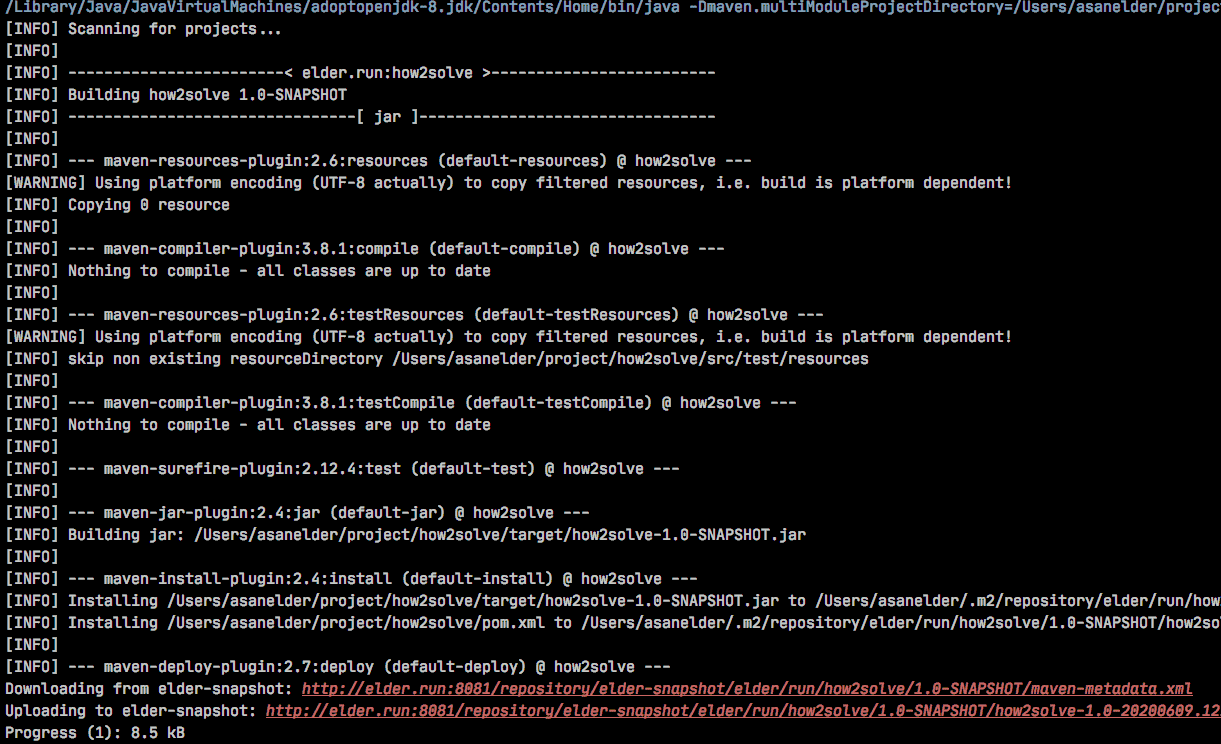 /Library/Java/JavaVirtualMachines/adoptopenjdk-8.jdk/Contents/Home/bin/java -Dmaven.multiModuleProjectDirectory=/Users/asanelder/project
[INFO] Scanning for projects...
[INFO]
[INFO] ------------------------< elder.run:how2solve >-------------------------
[INFO] Building how2solve 1.0-SNAPSHOT
[INFO] --------------------------------[ jar ]---------------------------------
[INFO]
[INFO] --- maven-resources-plugin:2.6:resources (default-resources) @ how2solve ---
[WARNING] Using platform encoding (UTF-8 actually) to copy filtered resources, i.e. build is platform dependent!
[INFO] Copying 0 resource
[INFO]
[INFO] --- maven-compiler-plugin:3.8.1:compile (default-compile) @ how2solve ---
[INFO] Nothing to compile - all classes are up to date
[INFO]
[INFO] --- maven-resources-plugin:2.6:testResources (default-testResources) @ how2solve ---
[WARNING] Using platform encoding (UTF-8 actually) to copy filtered resources, i.e. build is platform dependent!
[INFO] skip non existing resourceDirectory /Users/asanelder/project/how2solve/src/test/resources
[INFO]
[INFO] --- maven-compiler-plugin:3.8.1:testCompile (default-testCompile) @ how2solve ---
[INFO] Nothing to compile - all classes are up to date
[INFO]
[INFO] --- maven-surefire-plugin:2.12.4:test (default-test) @ how2solve ---
[INFO]
[INFO] --- maven-jar-plugin:2.4:jar (default-jar) @ how2solve ---
[INFO] Building jar: /Users/asanelder/project/how2solve/target/how2solve-1.0-SNAPSHOT.jar
[INFO]
[INFO] --- maven-install-plugin:2.4:install (default-install) @ how2solve ---
[INFO] Installing /Users/asanelder/project/how2solve/target/how2solve-1.0-SNAPSHOT.jar to /Users/asanelder/.m2/repository/elder/run/how
[INFO] Installing /Users/asanelder/project/how2solve/pom.xml to /Users/asanelder/.m2/repository/elder/run/how2solve/1.0-SNAPSHOT/how2so
[INFO]
[INFO] --- maven-deploy-plugin:2.7:deploy (default-deploy) @ how2solve ---
Downloading from elder-snapshot: http://elder.run:8081/repository/elder-snapshot/elder/run/how2solve/1.0-SNAPSHOT/maven-metadata.xml
Uploading to elder-snapshot: http://elder.run:8081/repository/elder-snapshot/elder/run/how2solve/1.0-SNAPSHOT/how2solve-1.0-20200609.12
Progress (1): 8.5 kB